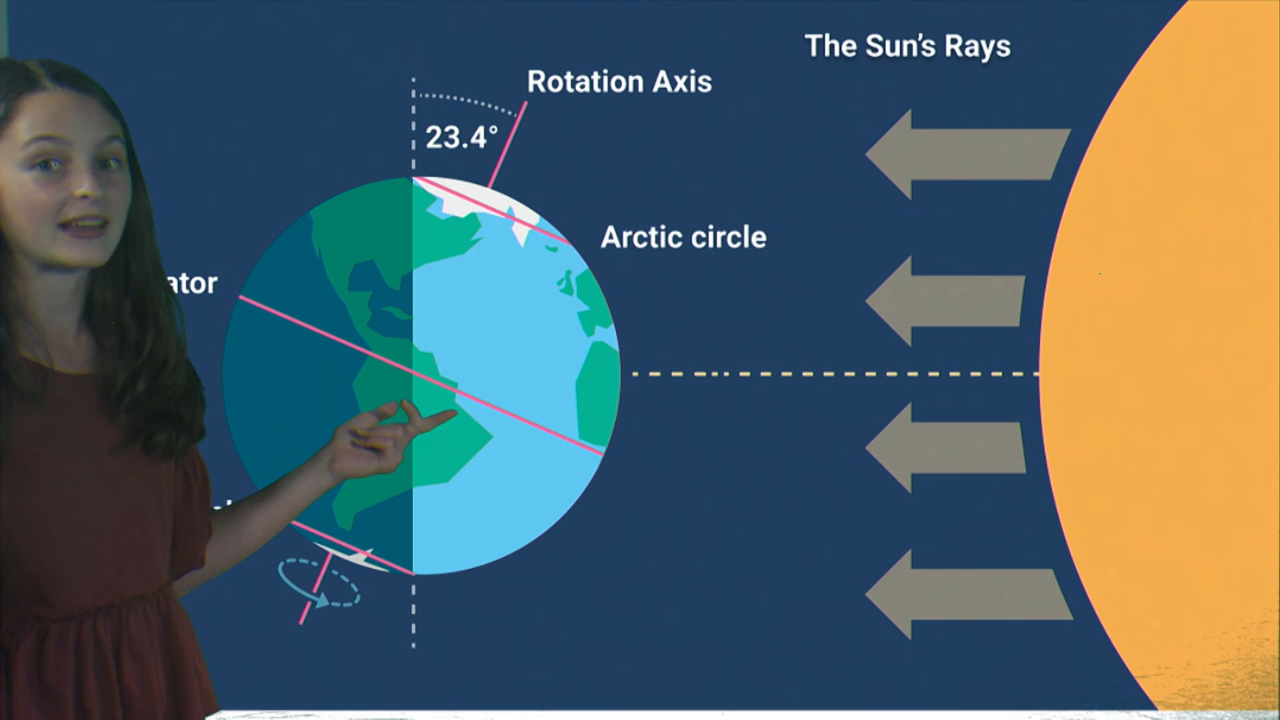 The Sun's Rays
Rotation Axis
23.4°
Arctic circle
ator